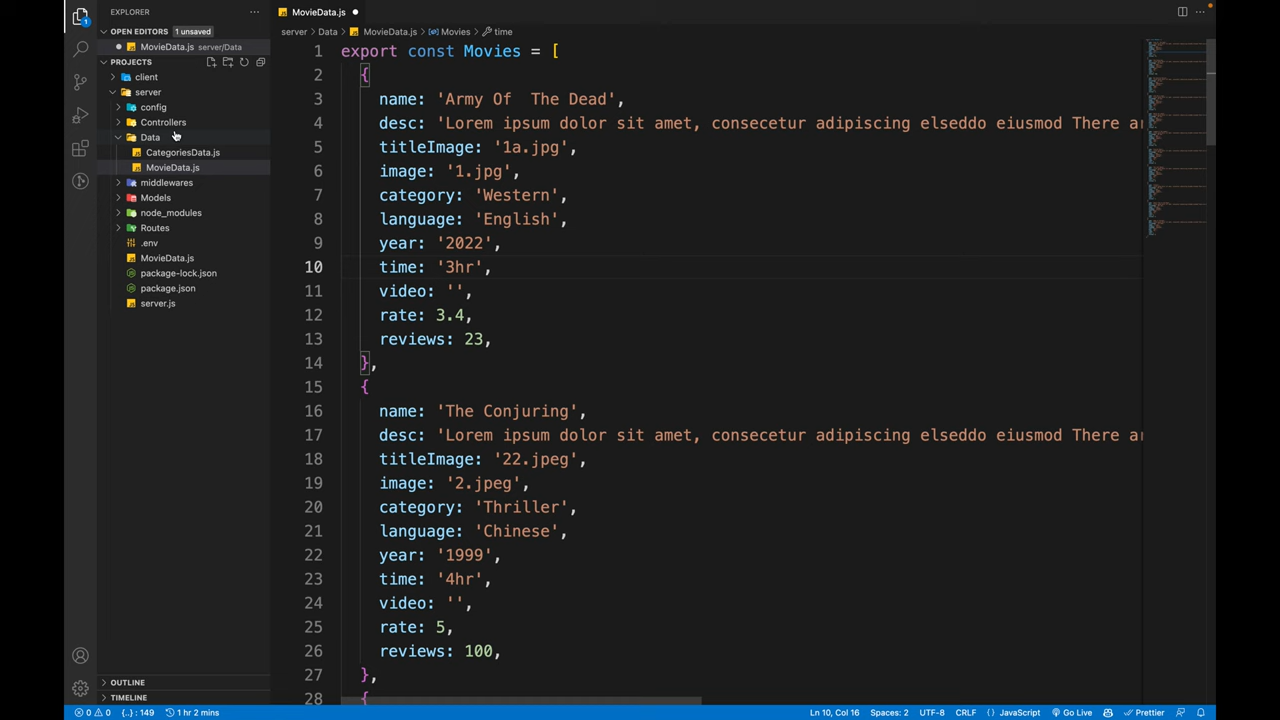 EXPLORER
MovieData.js
OPEN EDITORS 1 unsaved
MovieData.js server/Data
PROJECTS
client
server
config
Controllers
Data
CategoriesData.js
MovieData.js
middlewares
Models
node_modules
Routes
.env
MovieData.js
package-lock.json
package.json
server.js
OUTLINE
TIMELINE
server > Data > MovieData.js > Movies > time
1 export const Movies = [
2 {
3 name: 'Army Of  The Dead',
4 desc: 'Lorem ipsum dolor sit amet, consecetur adipiscing elseddo eiusmod There ar
5 titleImage: '1a.jpg',
6 image: '1.jpg',
7 category: 'Western',
8 language: 'English',
9 year: '2022',
10 time: '3hr',
11 video: '',
12 rate: 3.4,
13 reviews: 23,
14 },
15 {
16 name: 'The Conjuring',
17 desc: 'Lorem ipsum dolor sit amet, consecetur adipiscing elseddo eiusmod There ar
18 titleImage: '22.jpeg',
19 image: '2.jpeg',
20 category: 'Thriller',
21 language: 'Chinese',
22 year: '1999',
23 time: '4hr',
24 video: '',
25 rate: 5,
26 reviews: 100,
27 },
28 {
0 0 {..} : 149 1 hr 2 mins Ln 10, Col 16 Spaces: 2 UTF-8 CRLF {} JavaScript Go Live Prettier